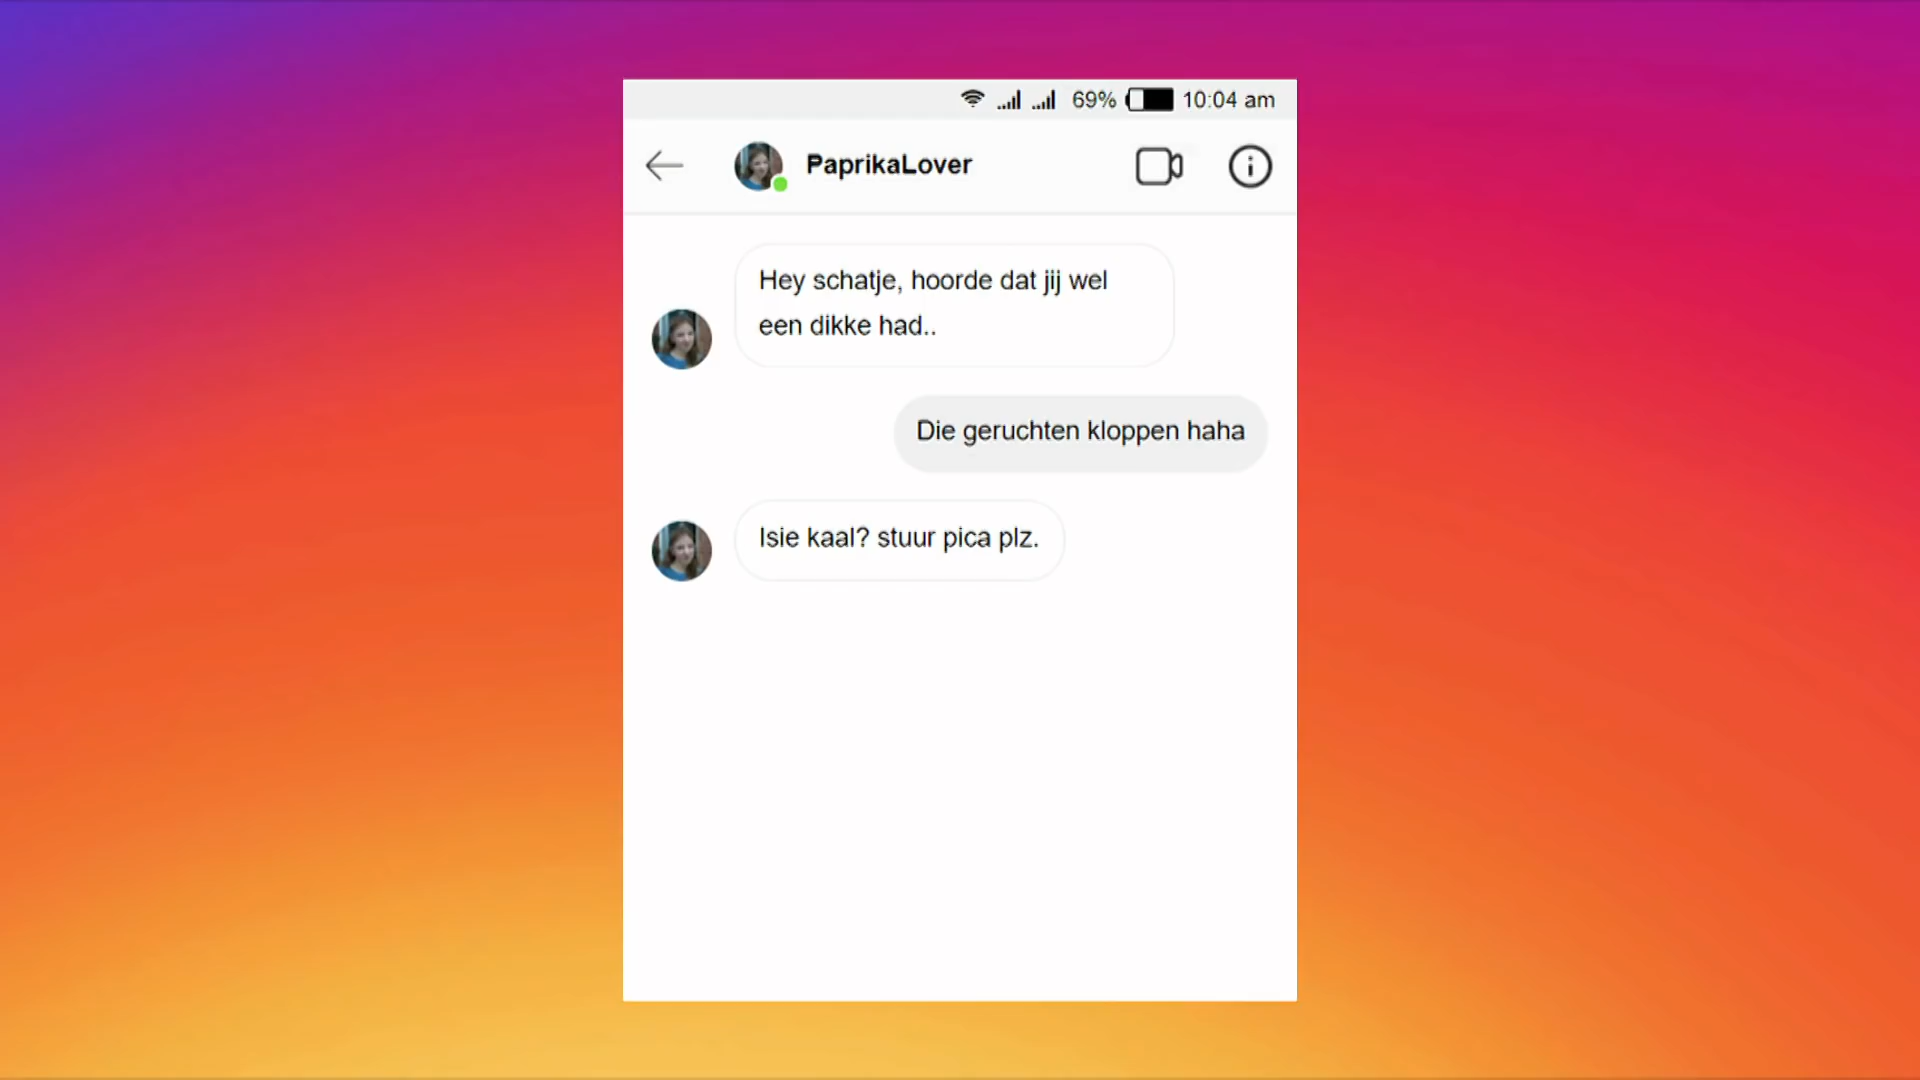 69% 10:04 am
PaprikaLover
Hey schatje, hoorde dat jij wel
een dikke had..
Die geruchten kloppen haha
Isie kaal? stuur pica plz.